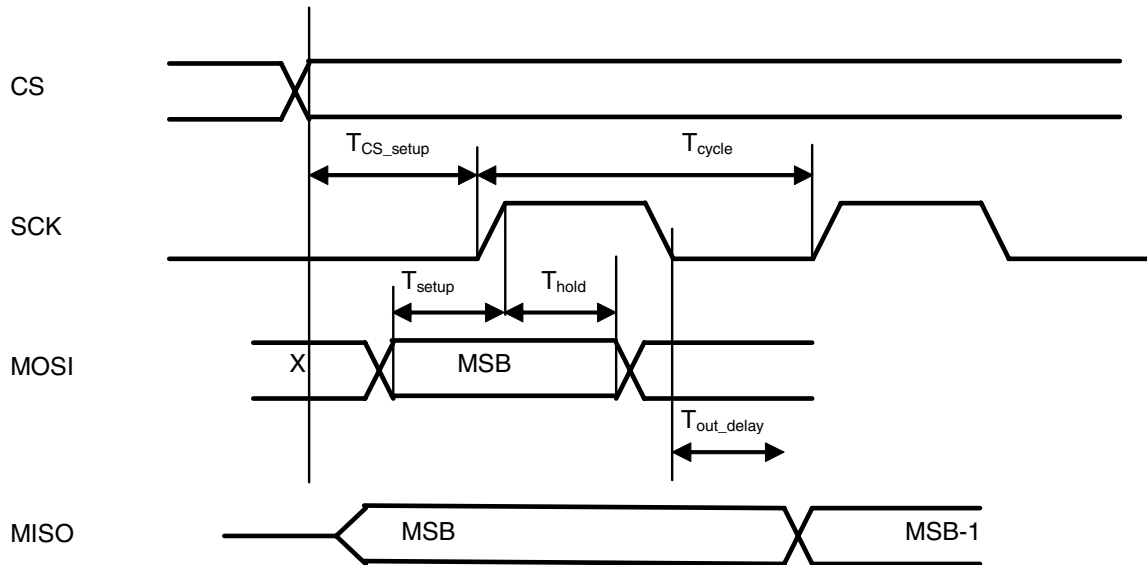 CS
T_CS_setup T_cycle
SCK
T_setup T_hold
MOSI X MSB
T_out_delay
MISO MSB MSB-1